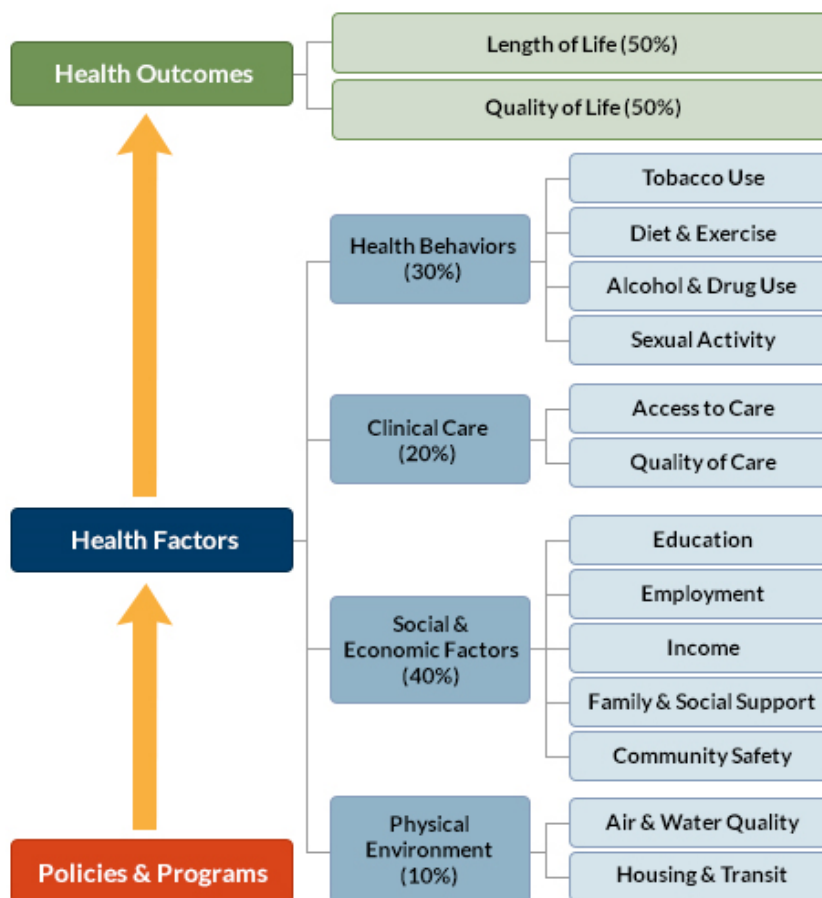 Health Outcomes
Length of Life (50%)
Quality of Life (50%)
Health Behaviors
(30%)
Tobacco Use
Diet & Exercise
Alcohol & Drug Use
Sexual Activity
Clinical Care
(20%)
Access to Care
Quality of Care
Health Factors
Social &
Economic Factors
(40%)
Education
Employment
Income
Family & Social Support
Community Safety
Physical
Environment
(10%)
Air & Water Quality
Housing & Transit
Policies & Programs